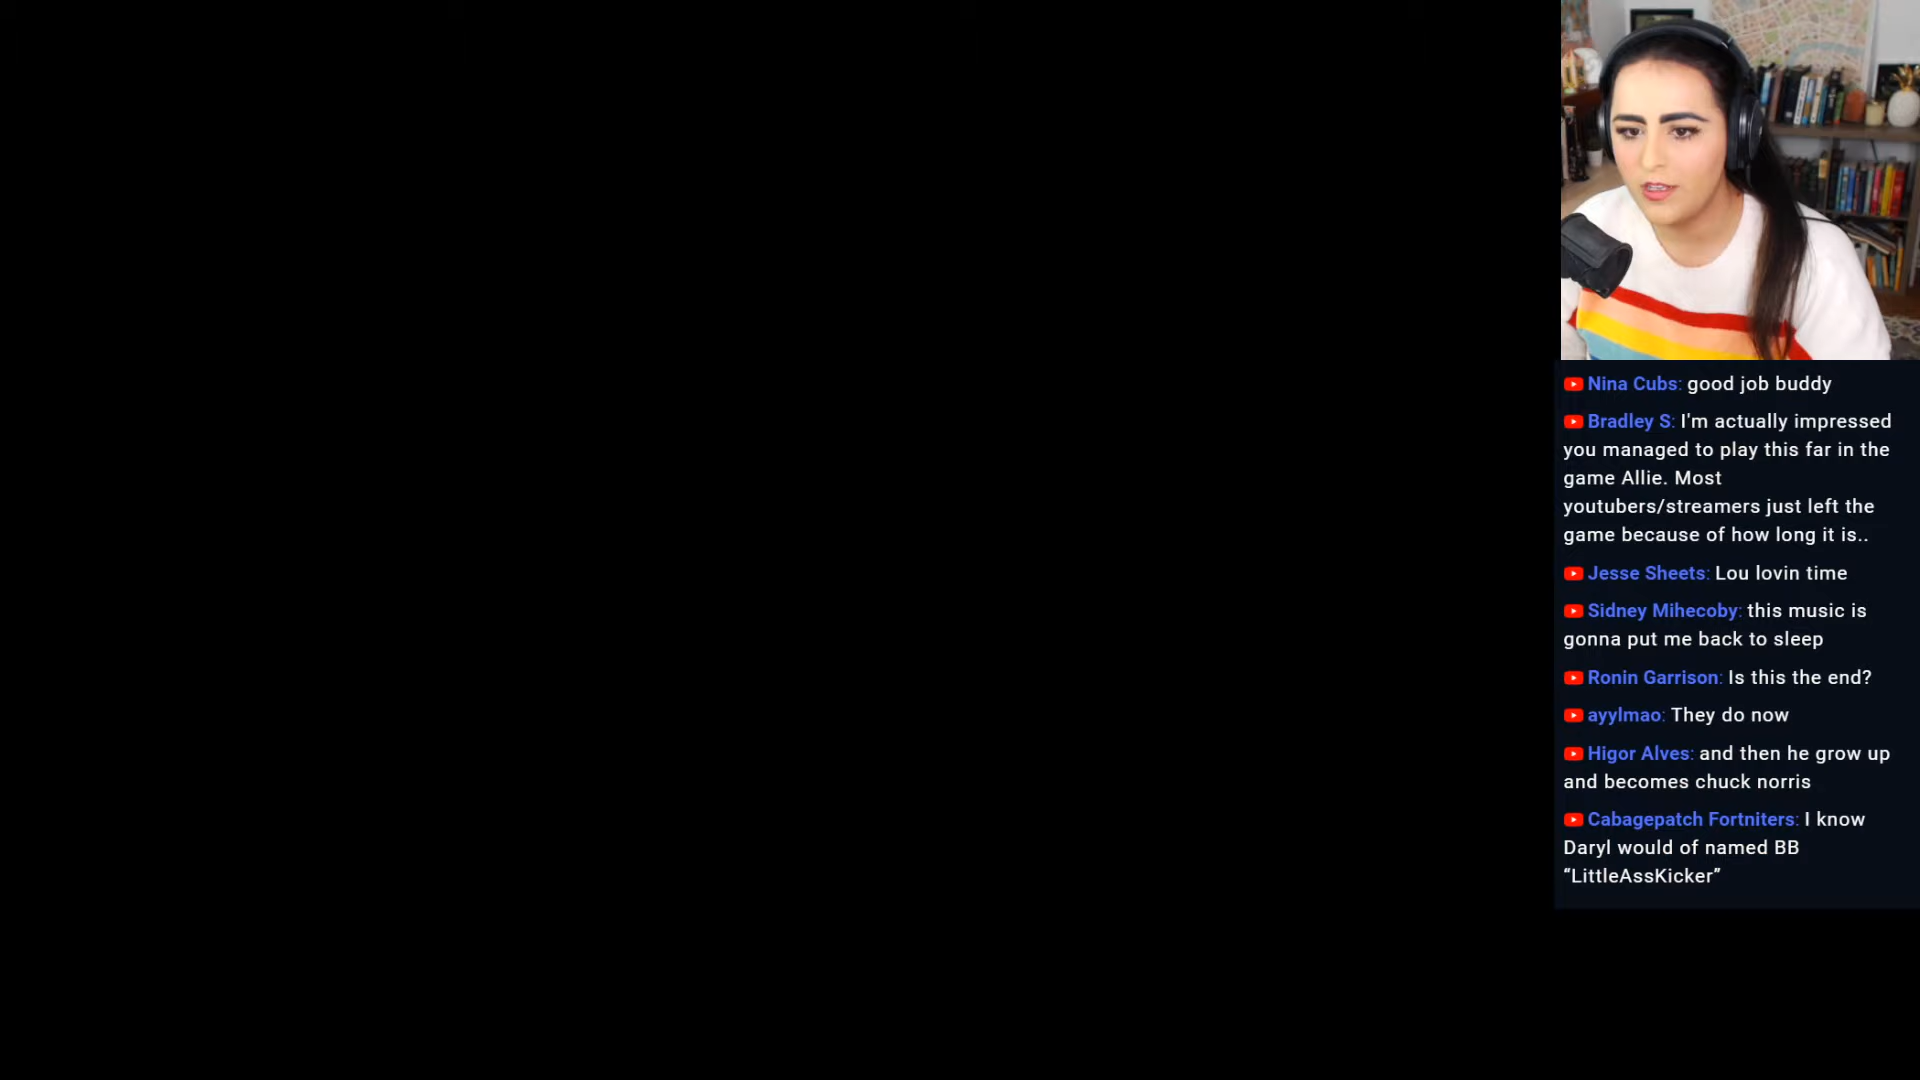 Nina Cubs: good job buddy
Bradley S: I'm actually impressed
you managed to play this far in the
game Allie. Most
youtubers/streamers just left the
game because of how long it is..
Jesse Sheets: Lou lovin time
Sidney Mihecoby: this music is
gonna put me back to sleep
Ronin Garrison: Is this the end?
ayylmao: They do now
Higor Alves: and then he grow up
and becomes chuck norris
Cabagepatch Fortniters: I know
Daryl would of named BB
“LittleAssKicker”